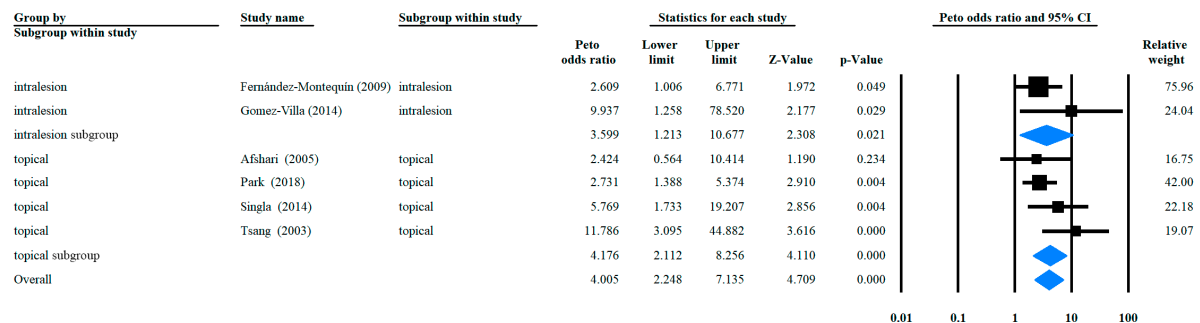 Group by Study name Subgroup within study Statistics for each study Peto odds ratio and 95% CI
Subgroup within study
Peto Lower Upper Relative
odds ratio limit limit Z-Value p-Value weight
intralesion Fernández-Montequín (2009) intralesion 2.609 1.006 6.771 1.972 0.049 75.96
intralesion Gomez-Villa (2014) intralesion 9.937 1.258 78.520 2.177 0.029 24.04
intralesion subgroup 3.599 1.213 10.677 2.308 0.021
topical Afshari (2005) topical 2.424 0.564 10.414 1.190 0.234 16.75
topical Park (2018) topical 2.731 1.388 5.374 2.910 0.004 42.00
topical Singla (2014) topical 5.769 1.733 19.207 2.856 0.004 22.18
topical Tsang (2003) topical 11.786 3.095 44.882 3.616 0.000 19.07
topical subgroup 4.176 2.112 8.256 4.110 0.000
Overall 4.005 2.248 7.135 4.709 0.000
0.01 0.1 1 10 100